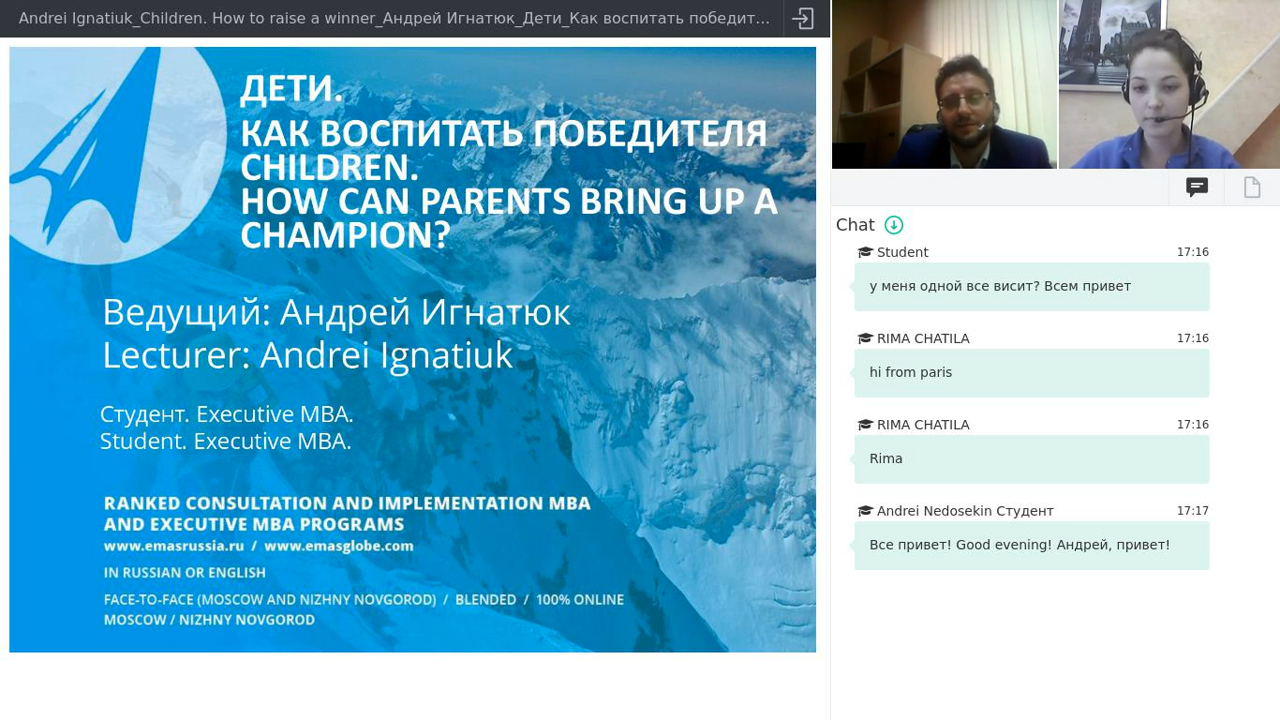 Andrei Ignatiuk_Children. How to raise a winner_Андрей Игнатюк_Дети_Как воспитать победит...
ДЕТИ.
КАК ВОСПИТАТЬ ПОБЕДИТЕЛЯ
CHILDREN.
HOW CAN PARENTS BRING UP A
CHAMPION?
Ведущий: Андрей Игнатюк
Lecturer: Andrei Ignatiuk
Студент. Executive MBA.
Student. Executive MBA.
RANKED CONSULTATION AND IMPLEMENTATION MBA
AND EXECUTIVE MBA PROGRAMS
www.emasrussia.ru / www.emasglobe.com
IN RUSSIAN OR ENGLISH
FACE-TO-FACE (MOSCOW AND NIZHNY NOVGOROD) / BLENDED / 100% ONLINE
MOSCOW / NIZHNY NOVGOROD
Chat
Student 17:16
у меня одной все висит? Всем привет
RIMA CHATILA 17:16
hi from paris
RIMA CHATILA 17:16
Rima
Andrei Nedosekin Студент 17:17
Все привет! Good evening! Андрей, привет!